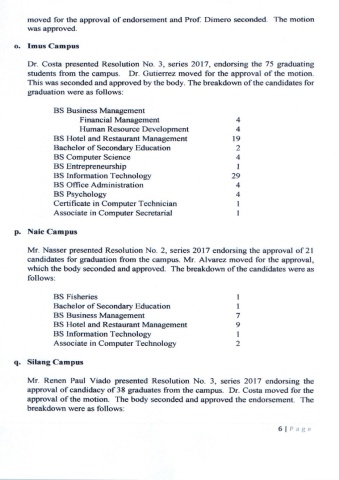 moved for the approval of endorsement and Prof. Dimero seconded. The motion
was approved.
o. Imus Campus
Dr. Costa presented Resolution No. 3, series 2017, endorsing the 75 graduating
students from the campus. Dr. Gutierrez moved for the approval of the motion.
This was seconded and approved by the body. The breakdown of the candidates for
graduation were as follows:
BS Business Management
Financial Management 4
Human Resource Development 4
BS Hotel and Restaurant Management 19
Bachelor of Secondary Education 2
BS Computer Science 4
BS Entrepreneurship 1
BS Information Technology 29
BS Office Administration 4
BS Psychology 4
Certificate in Computer Technician 1
Associate in Computer Secretarial 1
p. Naic Campus
Mr. Nasser presented Resolution No. 2, series 2017 endorsing the approval of 21
candidates for graduation from the campus. Mr. Alvarez moved for the approval,
which the body seconded and approved. The breakdown of the candidates were as
follows:
BS Fisheries 1
Bachelor of Secondary Education 1
BS Business Management 7
BS Hotel and Restaurant Management 9
BS Information Technology 1
Associate in Computer Technology 2
q. Silang Campus
Mr. Renen Paul Viado presented Resolution No. 3, series 2017 endorsing the
approval of candidacy of 38 graduates from the campus. Dr. Costa moved for the
approval of the motion. The body seconded and approved the endorsement. The
breakdown were as follows:
6 | Page